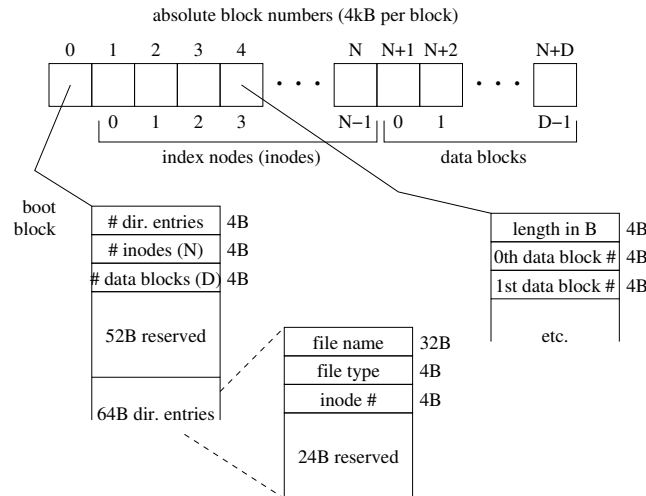 absolute block numbers (4kB per block)
0 1 2 3 4 N N+1 N+2 N+D
· · · · · ·
0 1 2 3 N−1 0 1 D−1
index nodes (inodes) data blocks
boot
block
# dir. entries 4B
# inodes (N) 4B
# data blocks (D) 4B
52B reserved
64B dir. entries
file name 32B
file type 4B
inode # 4B
24B reserved
length in B 4B
0th data block # 4B
1st data block # 4B
etc.